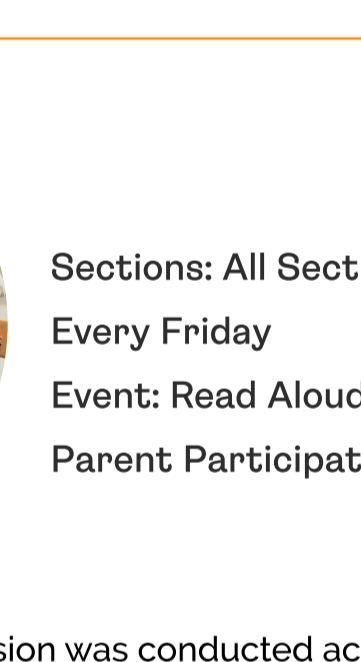 Sections: All Sect
Every Friday
Event: Read Aloud
Parent Participat
sion was conducted ac